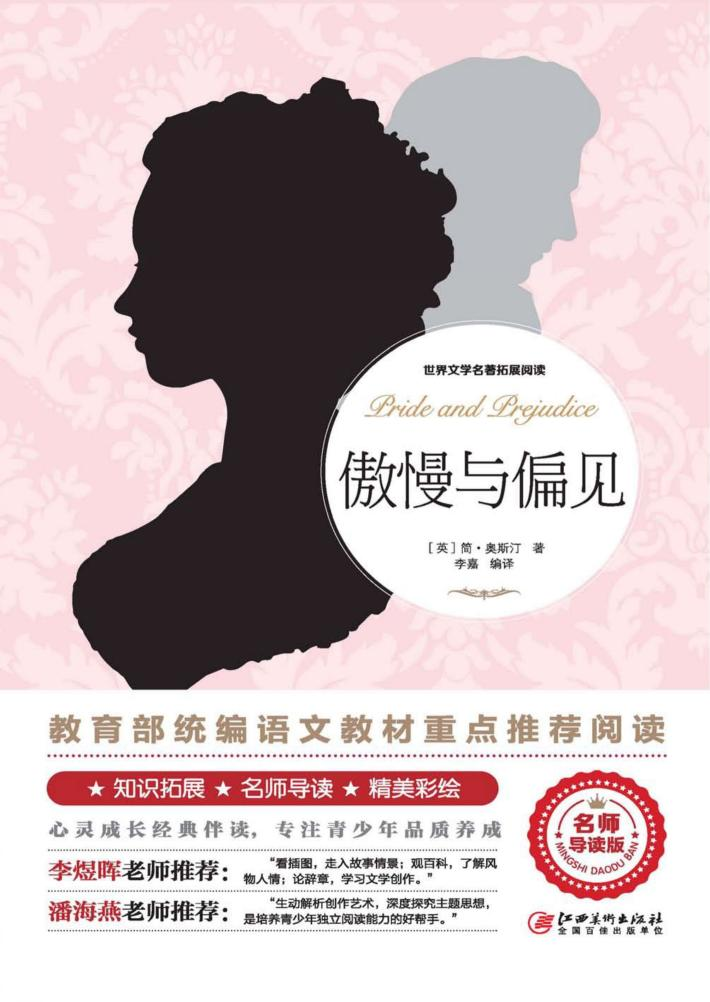 世界文学名著拓展阅读
Pride and Prejudice
傲慢与偏见
［英］简·奥斯汀 著
李嘉 编译
教育部统编语文教材重点推荐阅读
★ 知识拓展 ★ 名师导读 ★ 精美彩绘
心灵成长经典伴读，专注青少年品质养成
李煜晖老师推荐：“看插图，走入故事情景；观百科，了解风
物人情；论辞章，学习文学创作。”
潘海燕老师推荐：“生动解析创作艺术，深度探究主题思想，
是培养青少年独立阅读能力的好帮手。”
名师
导读版
MINGSHI DAODU BAN
江西美术出版社
全国百佳出版单位